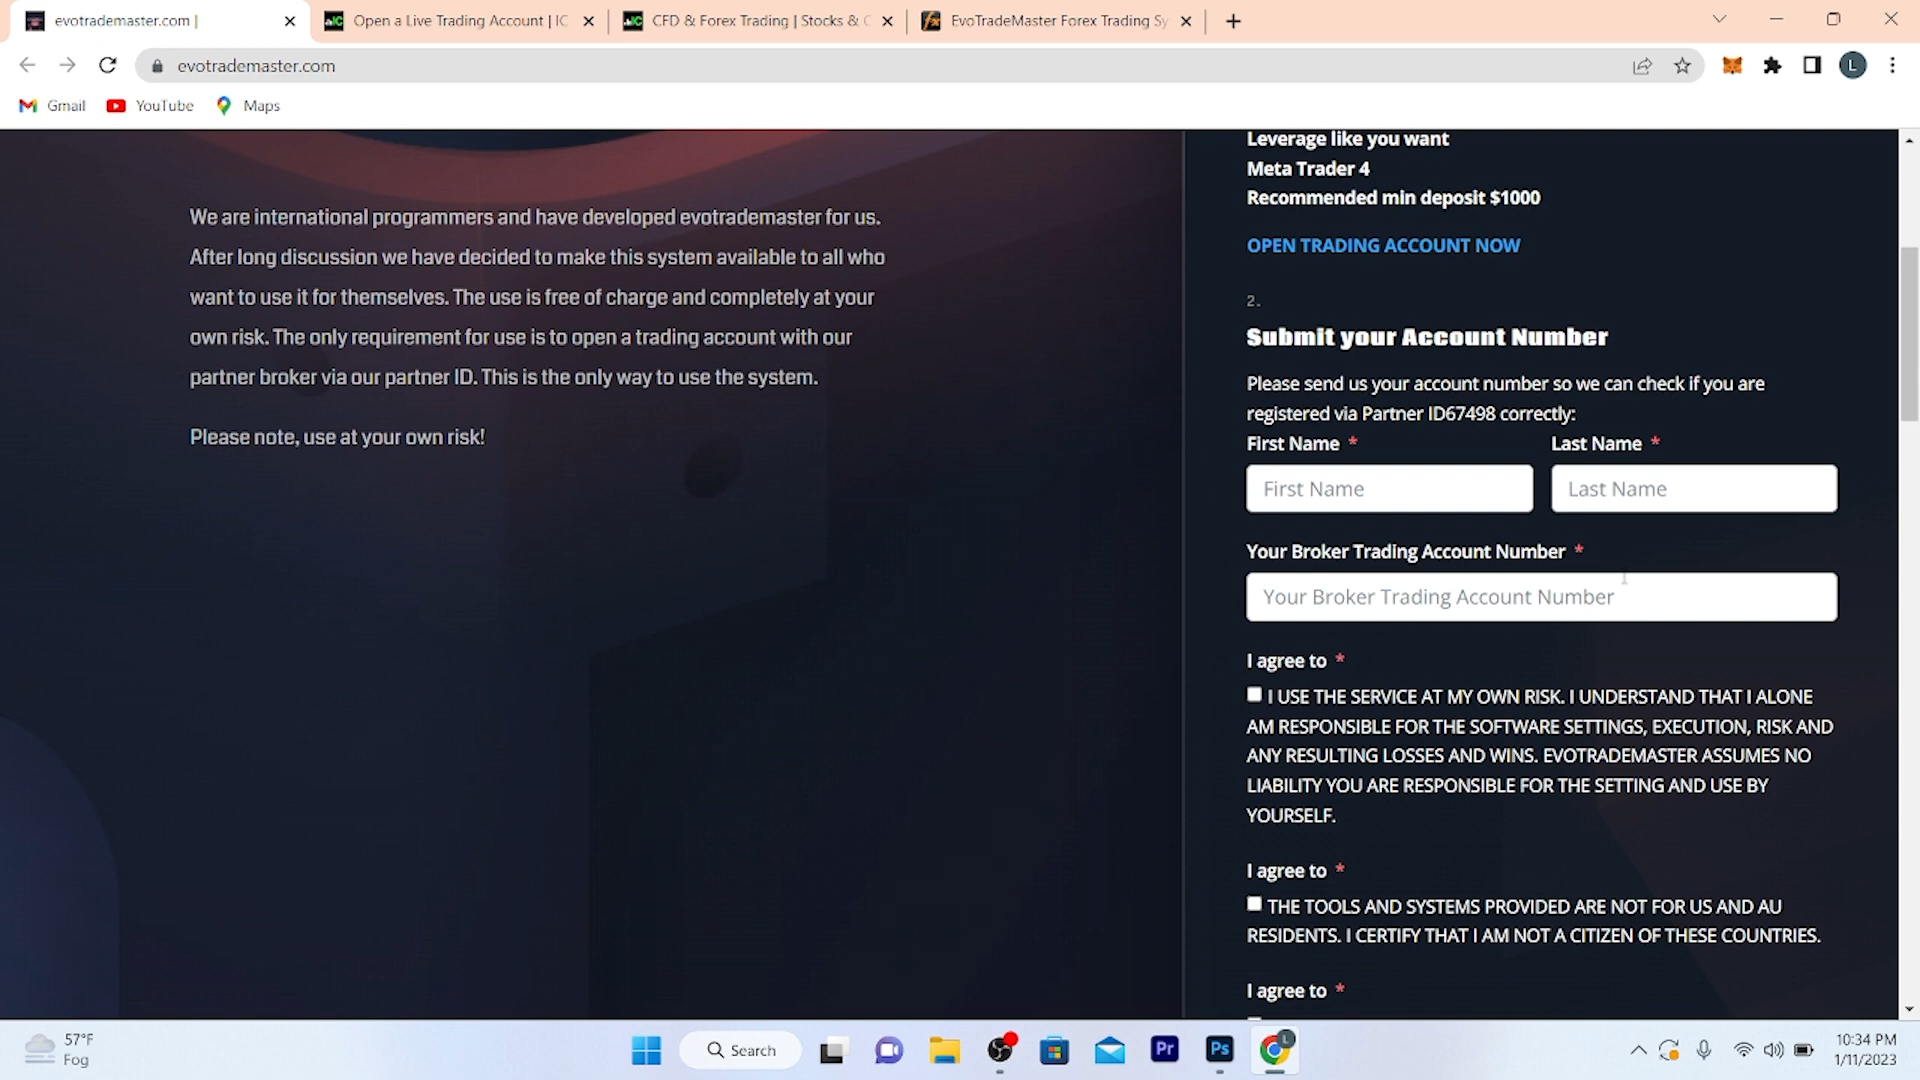 evotrademaster.com |
Open a Live Trading Account | IC
CFD & Forex Trading | Stocks & C
EvoTradeMaster Forex Trading Sy
evotrademaster.com
L
Gmail
YouTube
Maps
We are international programmers and have developed evotrademaster for us.
After long discussion we have decided to make this system available to all who
want to use it for themselves. The use is free of charge and completely at your
own risk. The only requirement for use is to open a trading account with our
partner broker via our partner ID. This is the only way to use the system.
Please note, use at your own risk!
Leverage like you want
Meta Trader 4
Recommended min deposit $1000
OPEN TRADING ACCOUNT NOW
2.
Submit your Account Number
Please send us your account number so we can check if you are
registered via Partner ID67498 correctly:
First Name * Last Name *
First Name Last Name
Your Broker Trading Account Number *
Your Broker Trading Account Number
I agree to *
I USE THE SERVICE AT MY OWN RISK. I UNDERSTAND THAT I ALONE
AM RESPONSIBLE FOR THE SOFTWARE SETTINGS, EXECUTION, RISK AND
ANY RESULTING LOSSES AND WINS. EVOTRADEMASTER ASSUMES NO
LIABILITY YOU ARE RESPONSIBLE FOR THE SETTING AND USE BY
YOURSELF.
I agree to *
THE TOOLS AND SYSTEMS PROVIDED ARE NOT FOR US AND AU
RESIDENTS. I CERTIFY THAT I AM NOT A CITIZEN OF THESE COUNTRIES.
I agree to *
57°F
Fog
Search
Pr
Ps
L
10:34 PM
1/11/2023